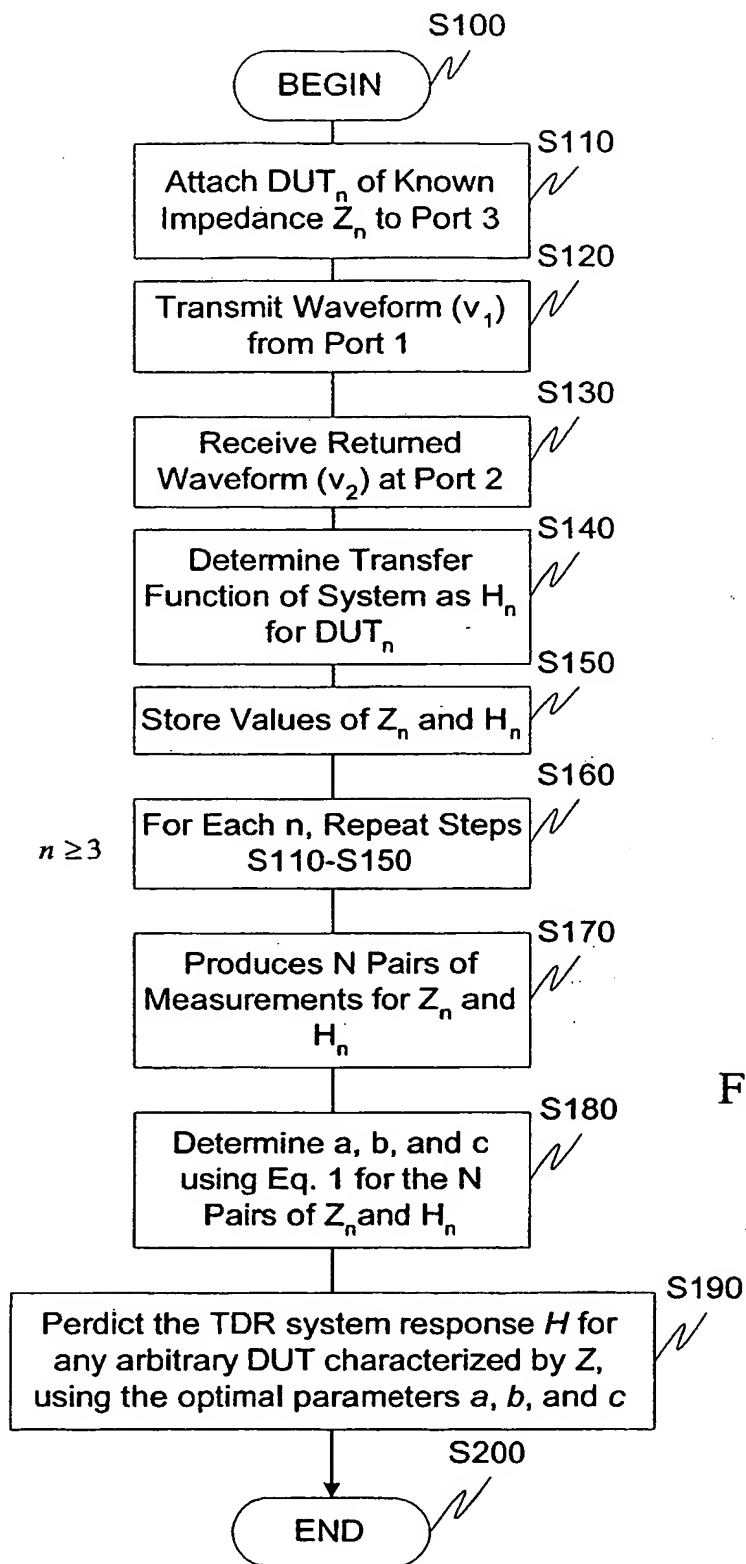 S100
BEGIN
S110
Attach DUTₙ of Known
Impedance Zₙ to Port 3
S120
Transmit Waveform (v₁)
from Port 1
S130
Receive Returned
Waveform (v₂) at Port 2
S140
Determine Transfer
Function of System as Hₙ
for DUTₙ
S150
Store Values of Zₙ and Hₙ
S160
n ≥3
For Each n, Repeat Steps
S110-S150
S170
Produces N Pairs of
Measurements for Zₙ and
Hₙ
F
S180
Determine a, b, and c
using Eq. 1 for the N
Pairs of Zₙand Hₙ
S190
Perdict the TDR system response H for
any arbitrary DUT characterized by Z,
using the optimal parameters a, b, and c
S200
END